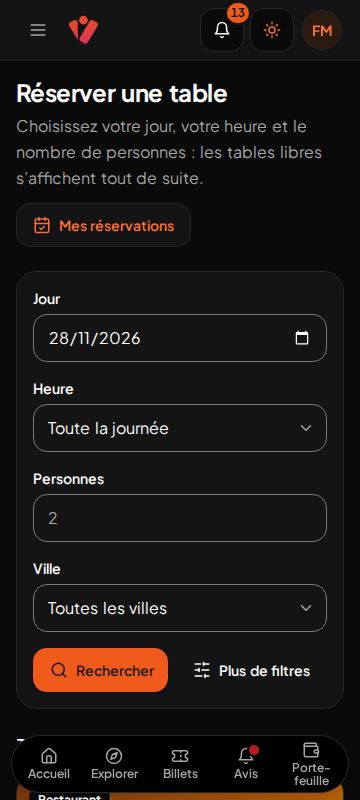 13
FM
Réserver une table
Choisissez votre jour, votre heure et le
nombre de personnes : les tables libres
s'affichent tout de suite.
Mes réservations
Jour
28/11/2026
Heure
Toute la journée
Personnes
2
Ville
Toutes les villes
Rechercher
Plus de filtres
Accueil
Explorer
Billets
Avis
Porte-
feuille
Restaurant